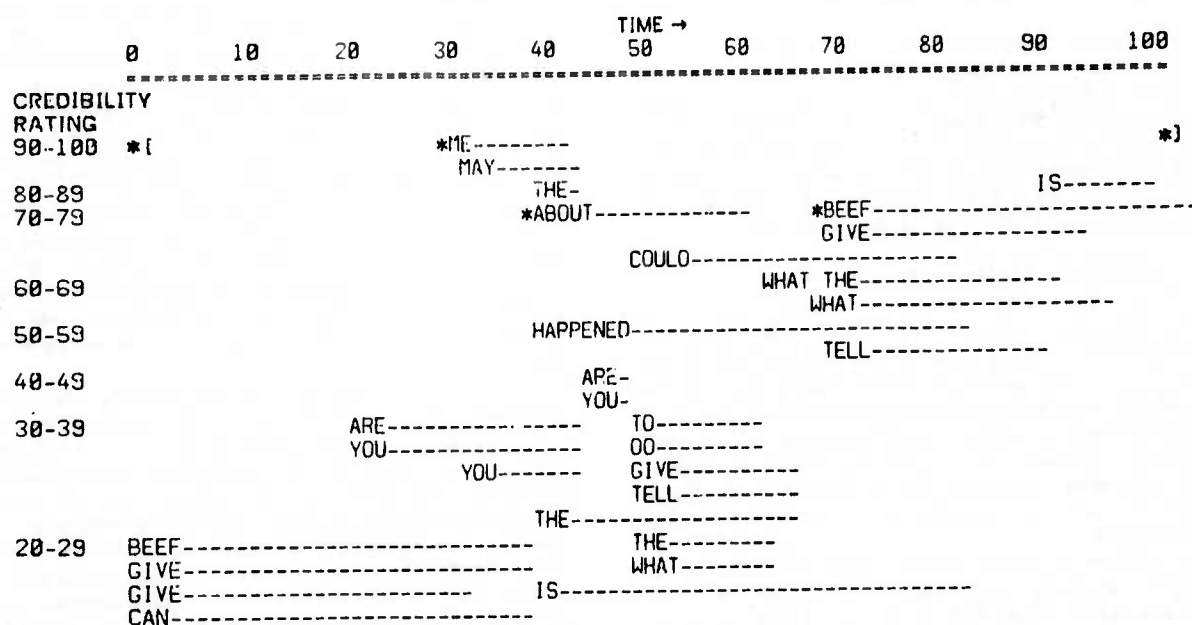 TIME →
0 10 20 30 40 50 60 70 80 90 100
CREDIBILITY
RATING
90-100 *[ *ME-------- *]
MAY-------
80-89 THE- IS-------
70-79 *ABOUT------------ *BEEF-------------------------
GIVE----------------
COULD--------------------
60-69 WHAT THE---------------
WHAT-------------------
50-59 HAPPENED--------------------------
TELL-------------
40-49 ARE-
YOU-
30-39 ARE------------------ TO--------
YOU------------------ DO--------
YOU------- GIVE---------
TELL---------
THE-----------------
20-29 BEEF--------------------------- THE--------
GIVE--------------------------- WHAT-------
GIVE---------------------- IS-------------------------------
CAN----------------------------